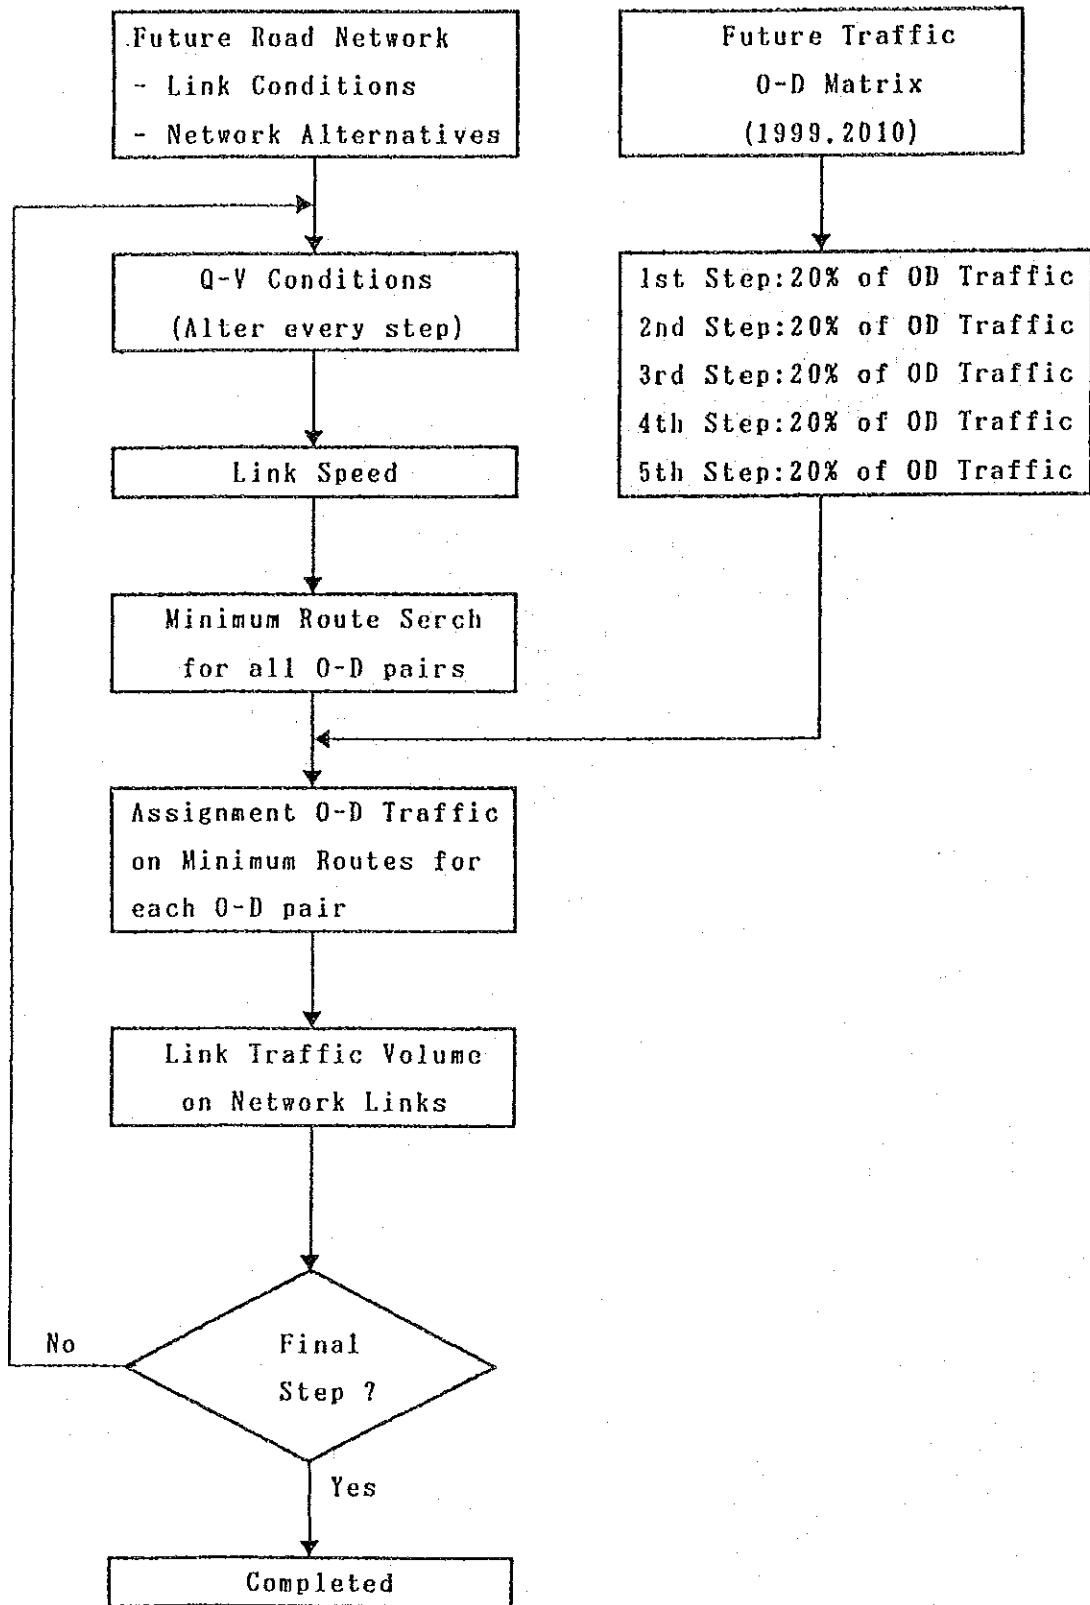 Future Road Network
- Link Conditions
- Network Alternatives
Future Traffic
O-D Matrix
(1999.2010)
Q-V Conditions
(Alter every step)
1st Step:20% of OD Traffic
2nd Step:20% of OD Traffic
3rd Step:20% of OD Traffic
4th Step:20% of OD Traffic
5th Step:20% of OD Traffic
Link Speed
Minimum Route Serch
for all O-D pairs
Assignment O-D Traffic
on Minimum Routes for
each O-D pair
Link Traffic Volume
on Network Links
No
Final
Step ?
Yes
Completed